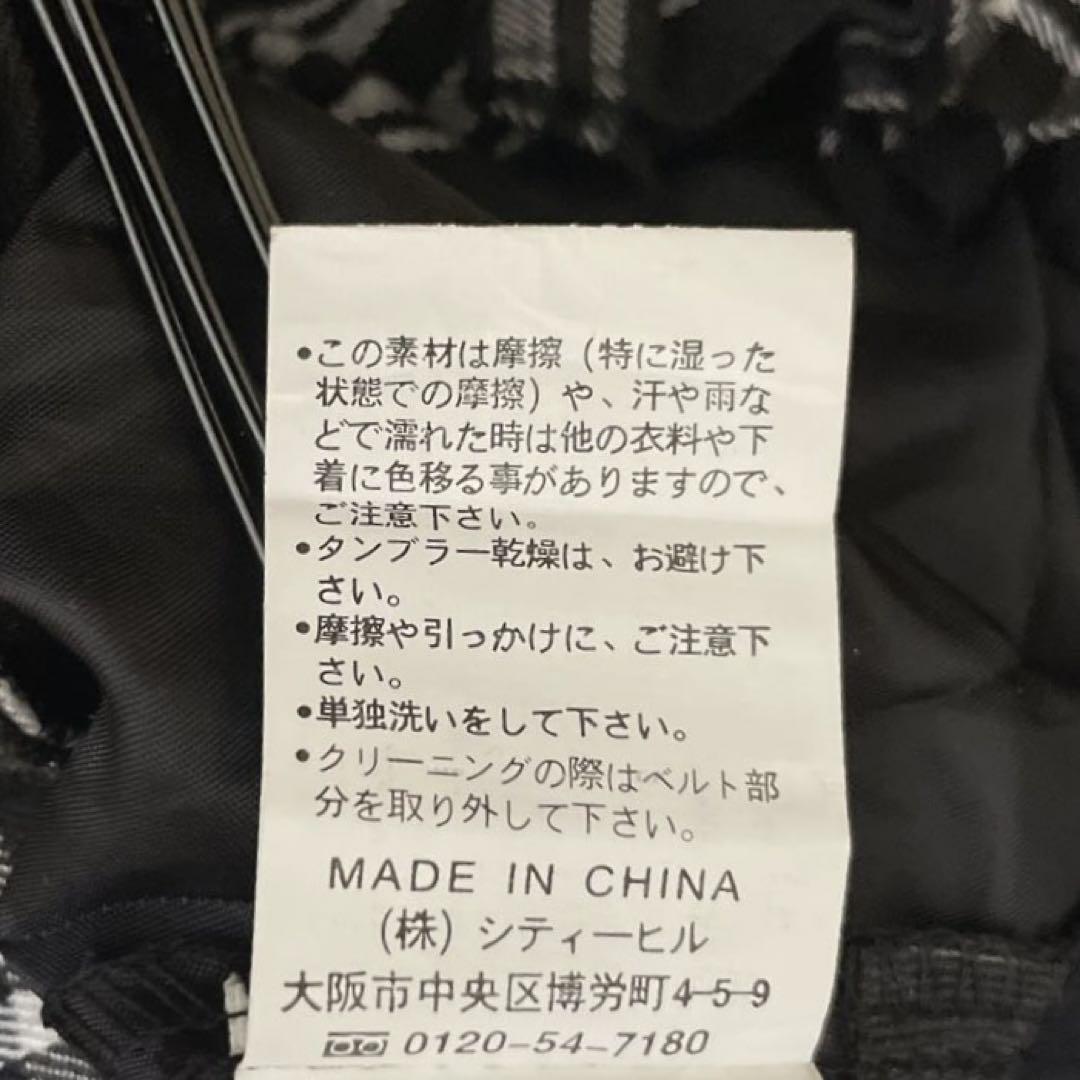 •この素材は摩擦（特に湿った
状態での摩擦）や、汗や雨な
どで濡れた時は他の衣料や下
着に色移る事がありますので、
ご注意下さい。
•タンブラー乾燥は、お避け下
さい。
•摩擦や引っかけに、ご注意下
さい。
•単独洗いをして下さい。
•クリーニングの際はベルト部
分を取り外して下さい。
MADE IN CHINA
(株) シティーヒル
大阪市中央区博労町4-5-9
0120-54-7180